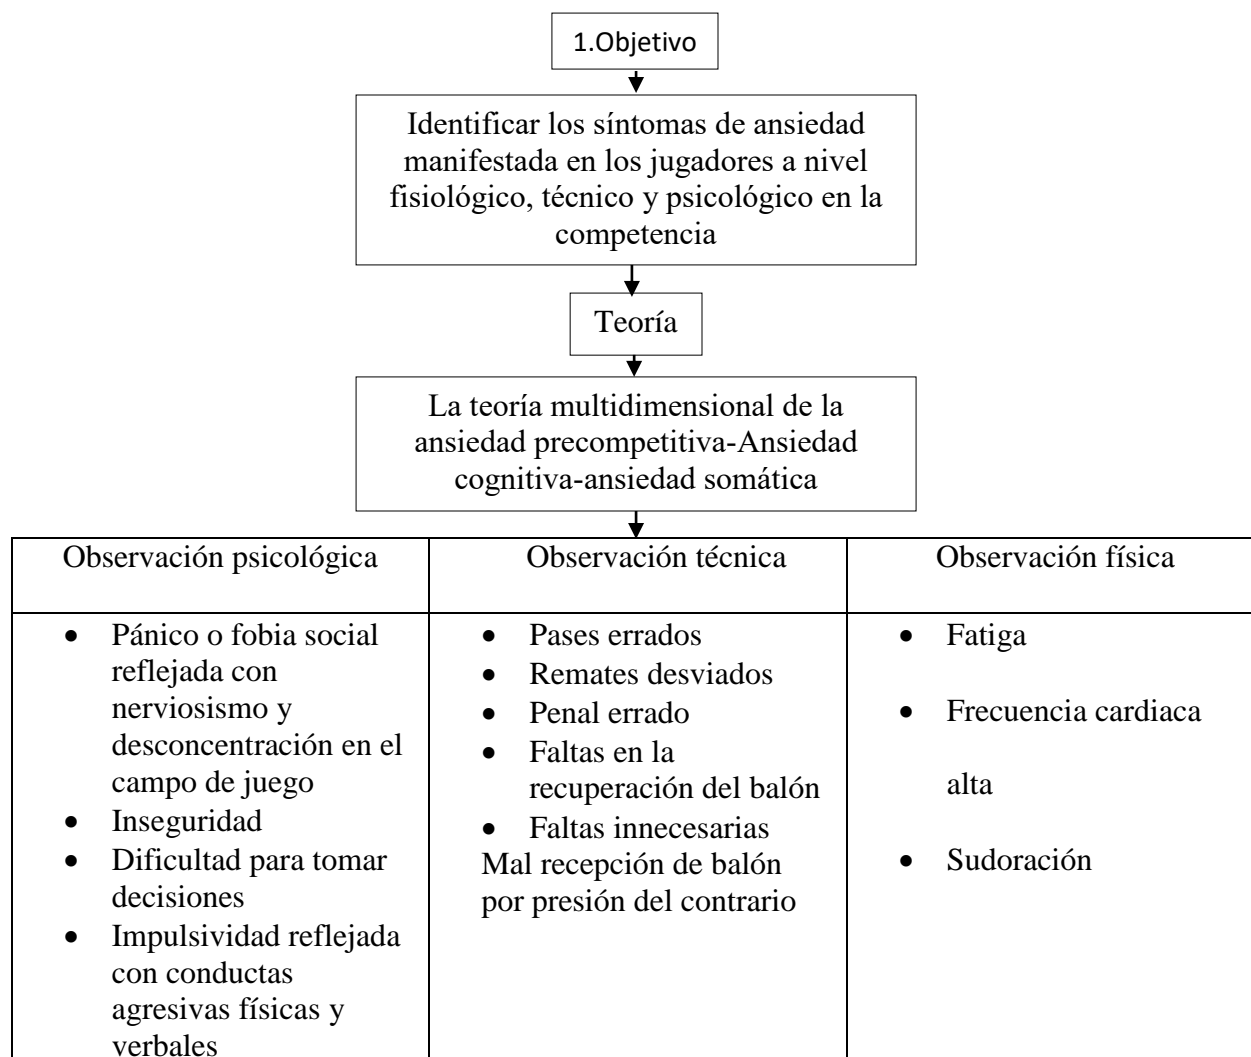 1.Objetivo
Identificar los síntomas de ansiedad
manifestada en los jugadores a nivel
fisiológico, técnico y psicológico en la
competencia
Teoría
La teoría multidimensional de la
ansiedad precompetitiva-Ansiedad
cognitiva-ansiedad somática
Observación psicológica
• Pánico o fobia social
reflejada con
nerviosismo y
desconcentración en el
campo de juego
• Inseguridad
• Dificultad para tomar
decisiones
• Impulsividad reflejada
con conductas
agresivas físicas y
verbales
Observación técnica
• Pases errados
• Remates desviados
• Penal errado
• Faltas en la
recuperación del balón
• Faltas innecesarias
Mal recepción de balón
por presión del contrario
Observación física
• Fatiga
• Frecuencia cardiaca
alta
• Sudoración